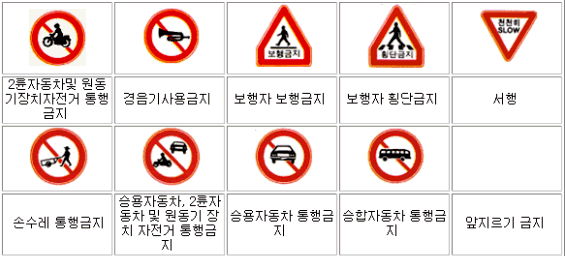 보행금지
횡단금지
천천히
SLOW
2륜자동차및 원동
기장치자전거 통행
금지
경음기사용금지
보행자 보행금지
보행자 횡단금지
서행
손수레 통행금지
승용자동차, 2륜자
동차 및 원동기 장
치 자전거 통행금
지
승용자동차 통행금
지
승합자동차 통행금
지
앞지르기 금지